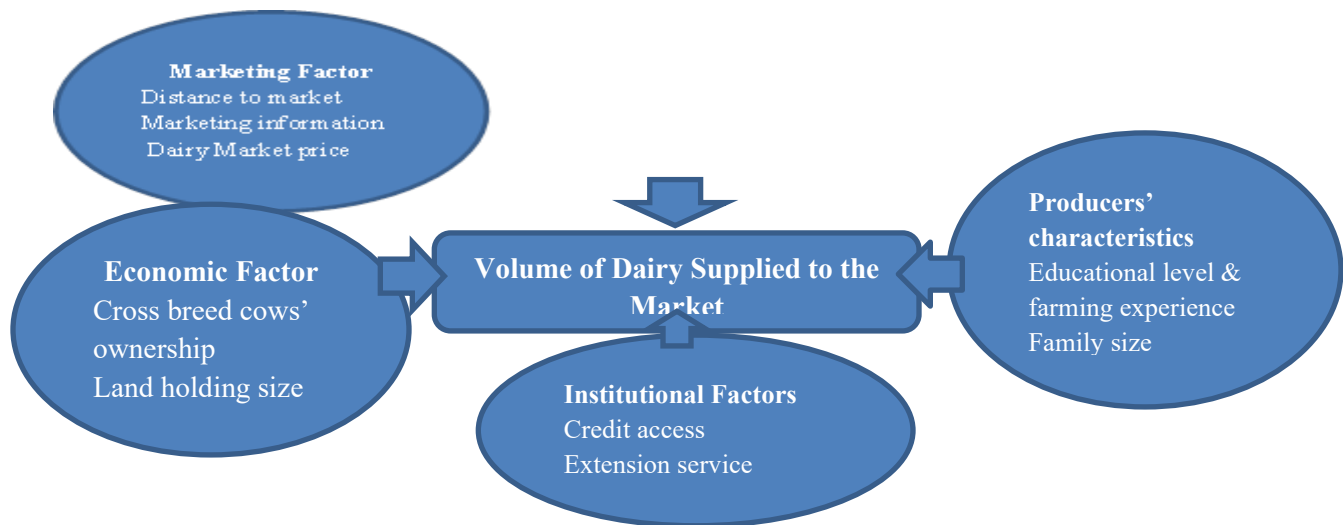 Marketing Factor
Distance to market
Marketing information
Dairy Market price
Economic Factor
Cross breed cows’
ownership
Land holding size
Volume of Dairy Supplied to the
Market
Producers’
characteristics
Educational level &
farming experience
Family size
Institutional Factors
Credit access
Extension service